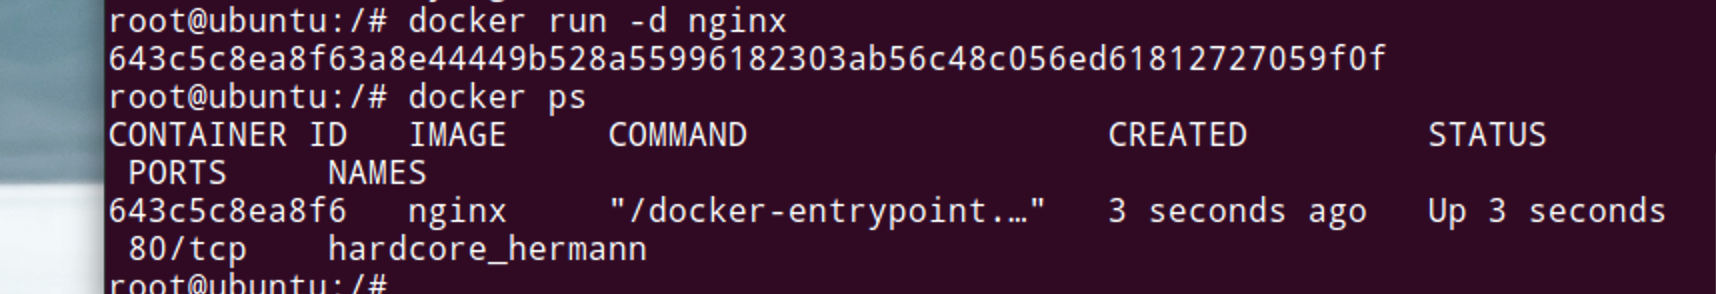 root@ubuntu:/# docker run -d nginx
643c5c8ea8f63a8e44449b528a55996182303ab56c48c056ed61812727059f0f
root@ubuntu:/# docker ps
CONTAINER ID   IMAGE     COMMAND                  CREATED         STATUS
 PORTS     NAMES
643c5c8ea8f6   nginx     "/docker-entrypoint.…"   3 seconds ago   Up 3 seconds
 80/tcp    hardcore_hermann
root@ubuntu:/#